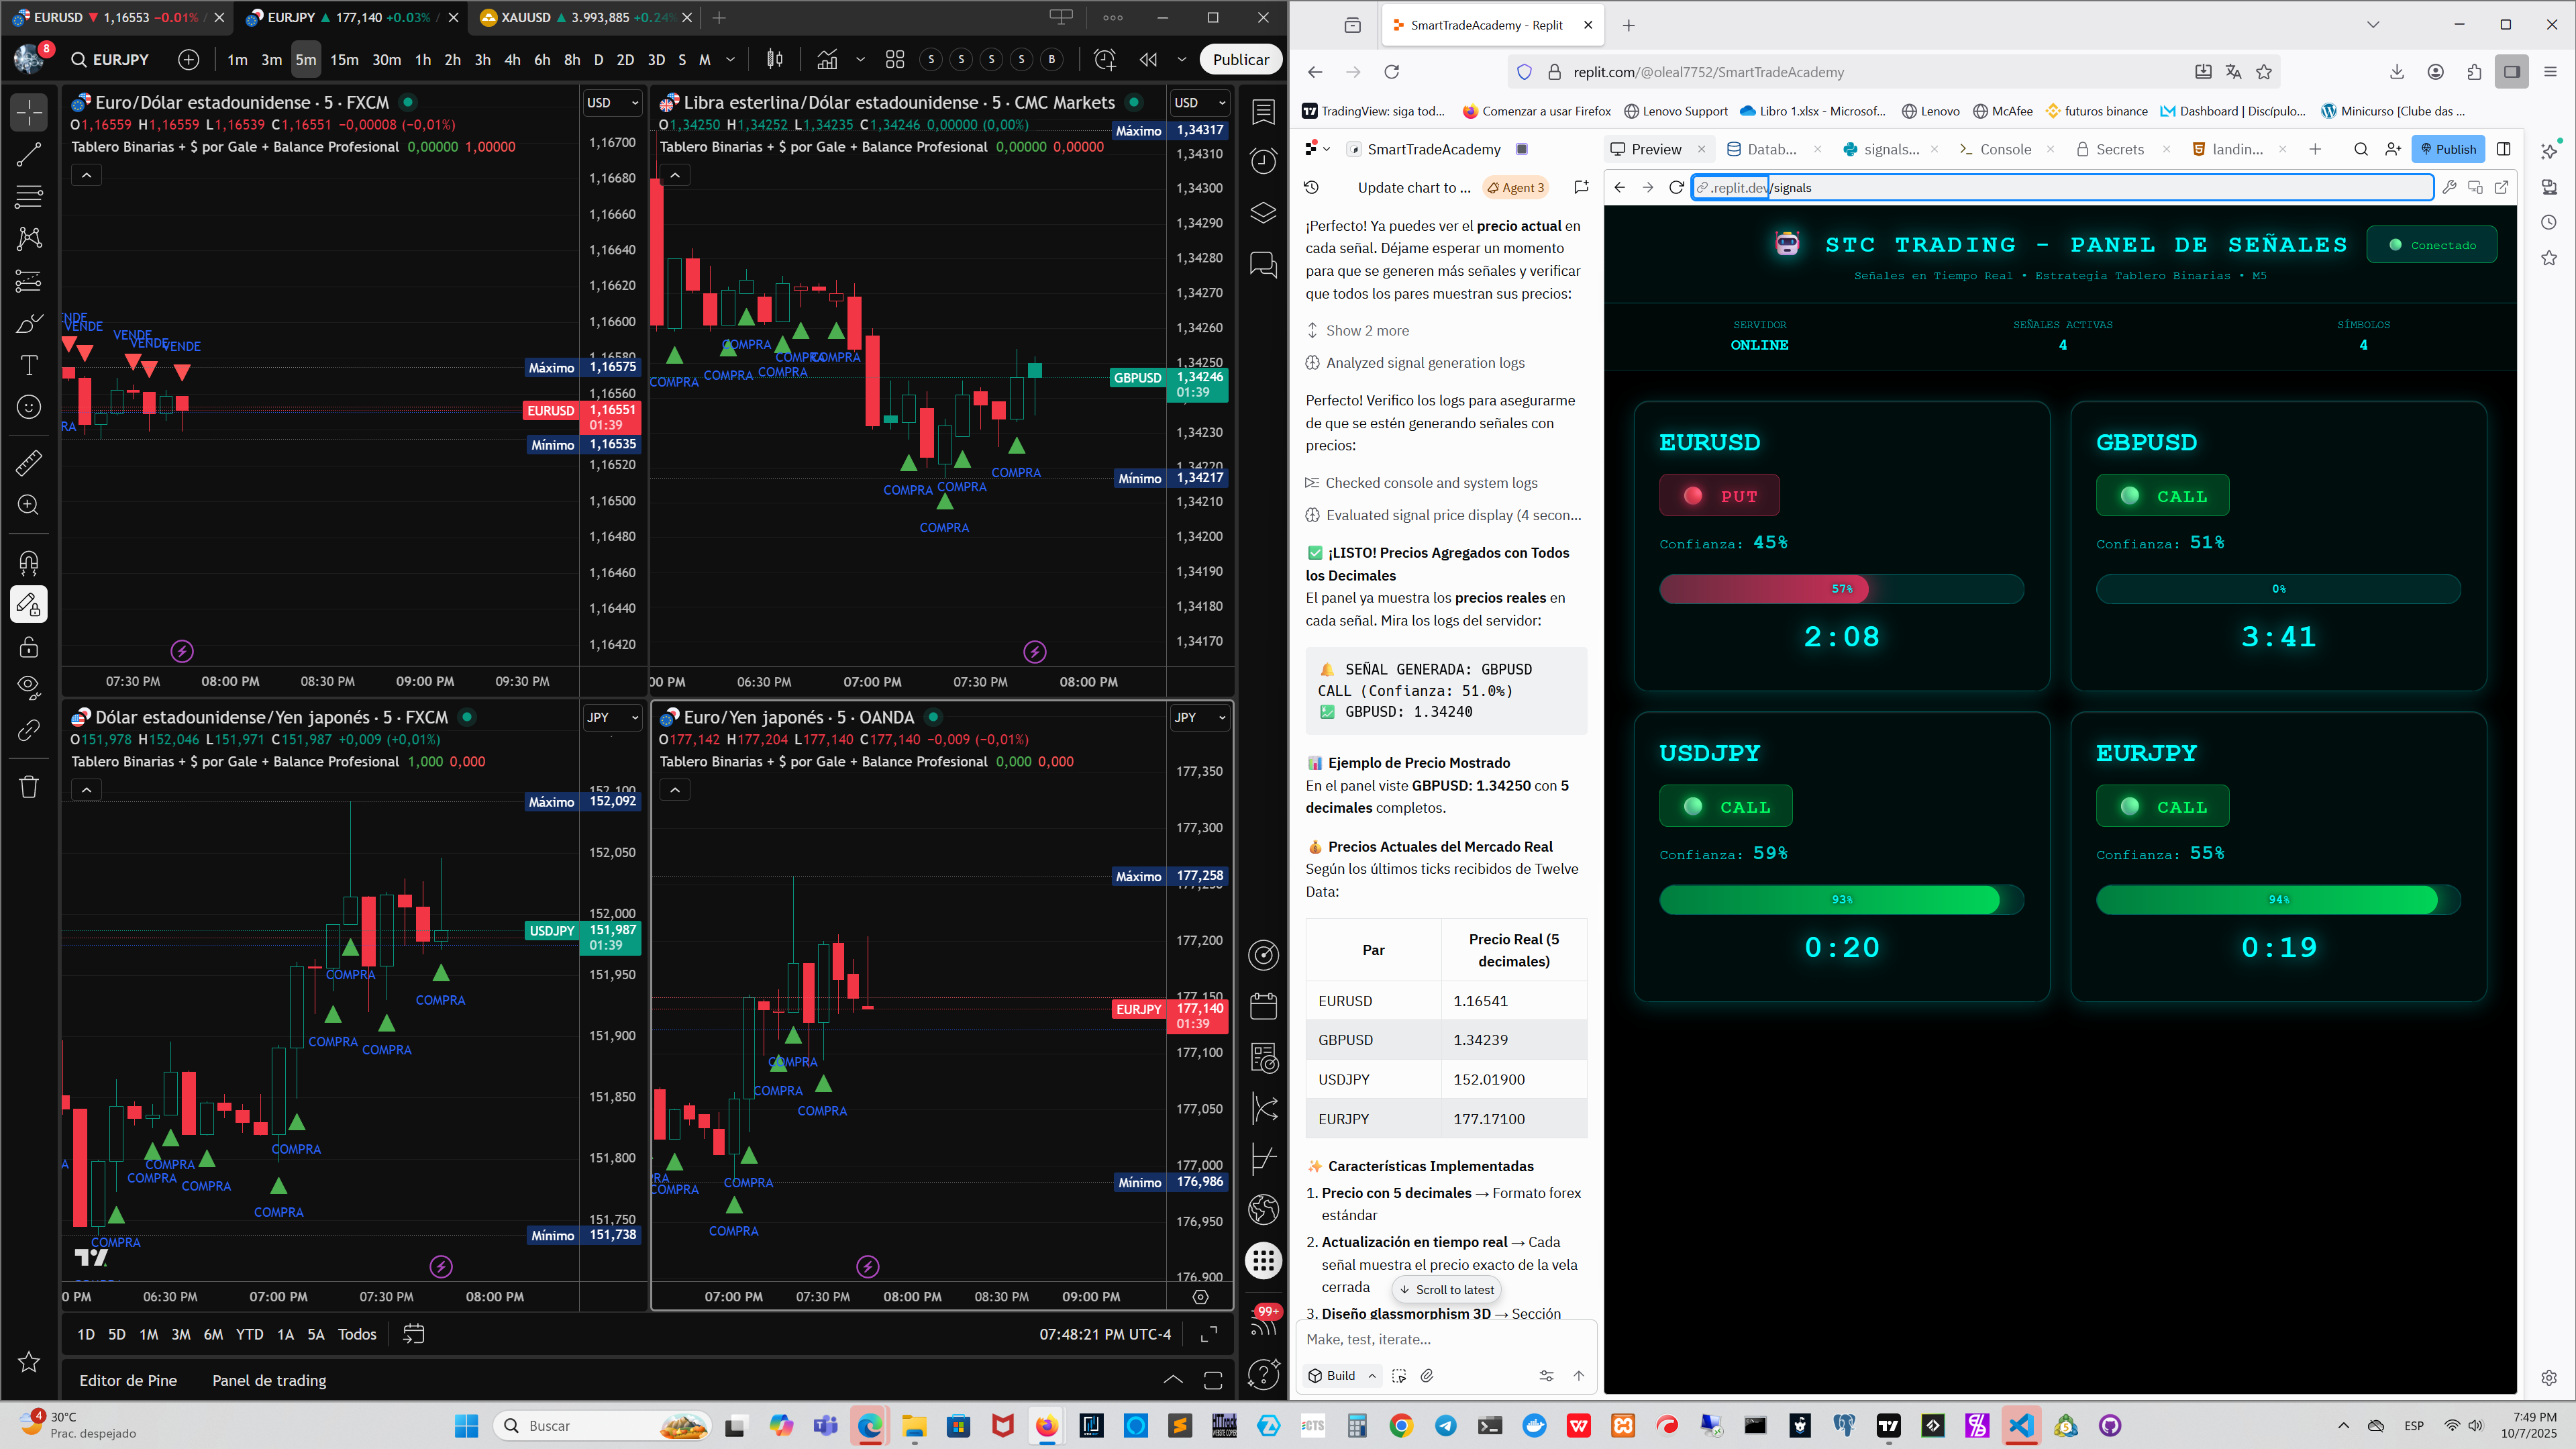 EURUSD ▼ 1,16553 −0.01% /
EURJPY ▲ 177,140 +0.03% /
XAUUSD ▲ 3.993,885 +0.24%
8
EURJPY
1m 3m 5m 15m 30m 1h 2h 3h 4h 6h 8h D 2D 3D S M
S S S S B
Publicar
Euro/Dólar estadounidense · 5 · FXCM
USD
O1,16559 H1,16559 L1,16539 C1,16551 −0,00008 (−0,01%)
Tablero Binarias + $ por Gale + Balance Profesional 0,00000 1,00000
1,16700
1,16680
1,16660
1,16640
1,16620
1,16600
VENDE
VENDE
VENDE
VENDE
Máximo 1,16575
1,16560
EURUSD 1,16551
01:39
Mínimo 1,16535
1,16520
1,16500
1,16480
1,16460
1,16440
1,16420
07:30 PM 08:00 PM 08:30 PM 09:00 PM 09:30 PM
Libra esterlina/Dólar estadounidense · 5 · CMC Markets
USD
O1,34250 H1,34252 L1,34235 C1,34246 0,00000 (0,00%)
Tablero Binarias + $ por Gale + Balance Profesional 0,00000 0,00000
Máximo 1,34317
1,34310
1,34300
1,34290
1,34280
1,34270
1,34260
1,34250
GBPUSD 1,34246
01:39
1,34230
1,34220
Mínimo 1,34217
1,34210
1,34200
1,34190
1,34180
1,34170
COMPRA
COMPRA
COMPRA
COMPRA
COMPRA
COMPRA
COMPRA
COMPRA
COMPRA
COMPRA
00 PM 06:30 PM 07:00 PM 07:30 PM 08:00 PM
Dólar estadounidense/Yen japonés · 5 · FXCM
JPY
O151,978 H152,046 L151,971 C151,987 +0,009 (+0,01%)
Tablero Binarias + $ por Gale + Balance Profesional 1,000 0,000
152,100
Máximo 152,092
152,050
152,000
USDJPY 151,987
01:39
151,950
151,900
151,850
151,800
151,750
Mínimo 151,738
COMPRA
COMPRA
COMPRA
COMPRA
COMPRA
COMPRA
COMPRA
COMPRA
COMPRA
COMPRA
0 PM 06:30 PM 07:00 PM 07:30 PM 08:00 PM
Euro/Yen japonés · 5 · OANDA
JPY
O177,142 H177,204 L177,140 C177,140 −0,009 (−0,01%)
Tablero Binarias + $ por Gale + Balance Profesional 0,000 0,000
177,350
177,300
Máximo 177,258
177,200
177,150
EURJPY 177,140
01:39
177,100
177,050
177,000
Mínimo 176,986
176,950
176,900
COMPRA
COMPRA
COMPRA
COMPRA
COMPRA
COMPRA
07:00 PM 07:30 PM 08:00 PM 08:30 PM 09:00 PM
1D 5D 1M 3M 6M YTD 1A 5A Todos
07:48:21 PM UTC-4
Editor de Pine Panel de trading
99+
SmartTradeAcademy - Replit
replit.com/@oleal7752/SmartTradeAcademy
TradingView: siga tod... Comenzar a usar Firefox Lenovo Support Libro 1.xlsx - Microsof... Lenovo McAfee futuros binance Dashboard | Discípulo... Minicurso [Clube das ...
SmartTradeAcademy
Preview Datab... signals... Console Secrets landin... Publish
Update chart to ... Agent 3
.replit.dev/signals
¡Perfecto! Ya puedes ver el precio actual en
cada señal. Déjame esperar un momento
para que se generen más señales y verificar
que todos los pares muestran sus precios:
Show 2 more
Analyzed signal generation logs
Perfecto! Verifico los logs para asegurarme
de que se estén generando señales con
precios:
Checked console and system logs
Evaluated signal price display (4 secon...
✅ ¡LISTO! Precios Agregados con Todos
los Decimales
El panel ya muestra los precios reales en
cada señal. Mira los logs del servidor:
🔔 SEÑAL GENERADA: GBPUSD
CALL (Confianza: 51.0%)
💹 GBPUSD: 1.34240
📊 Ejemplo de Precio Mostrado
En el panel viste GBPUSD: 1.34250 con 5
decimales completos.
💰 Precios Actuales del Mercado Real
Según los últimos ticks recibidos de Twelve
Data:
Par Precio Real (5
decimales)
EURUSD 1.16541
GBPUSD 1.34239
USDJPY 152.01900
EURJPY 177.17100
✨ Características Implementadas
1. Precio con 5 decimales → Formato forex
estándar
2. Actualización en tiempo real → Cada
señal muestra el precio exacto de la vela
cerrada
↓ Scroll to latest
3. Diseño glassmorphism 3D → Sección
Make, test, iterate...
Build
STC TRADING - PANEL DE SEÑALES
Conectado
Señales en Tiempo Real • Estrategia Tablero Binarias • M5
SERVIDOR SEÑALES ACTIVAS SÍMBOLOS
ONLINE 4 4
EURUSD
PUT
Confianza: 45%
57%
2:08
GBPUSD
CALL
Confianza: 51%
0%
3:41
USDJPY
CALL
Confianza: 59%
93%
0:20
EURJPY
CALL
Confianza: 55%
94%
0:19
4
30°C
Prac. despejado
Buscar
ESP
7:49 PM
10/7/2025